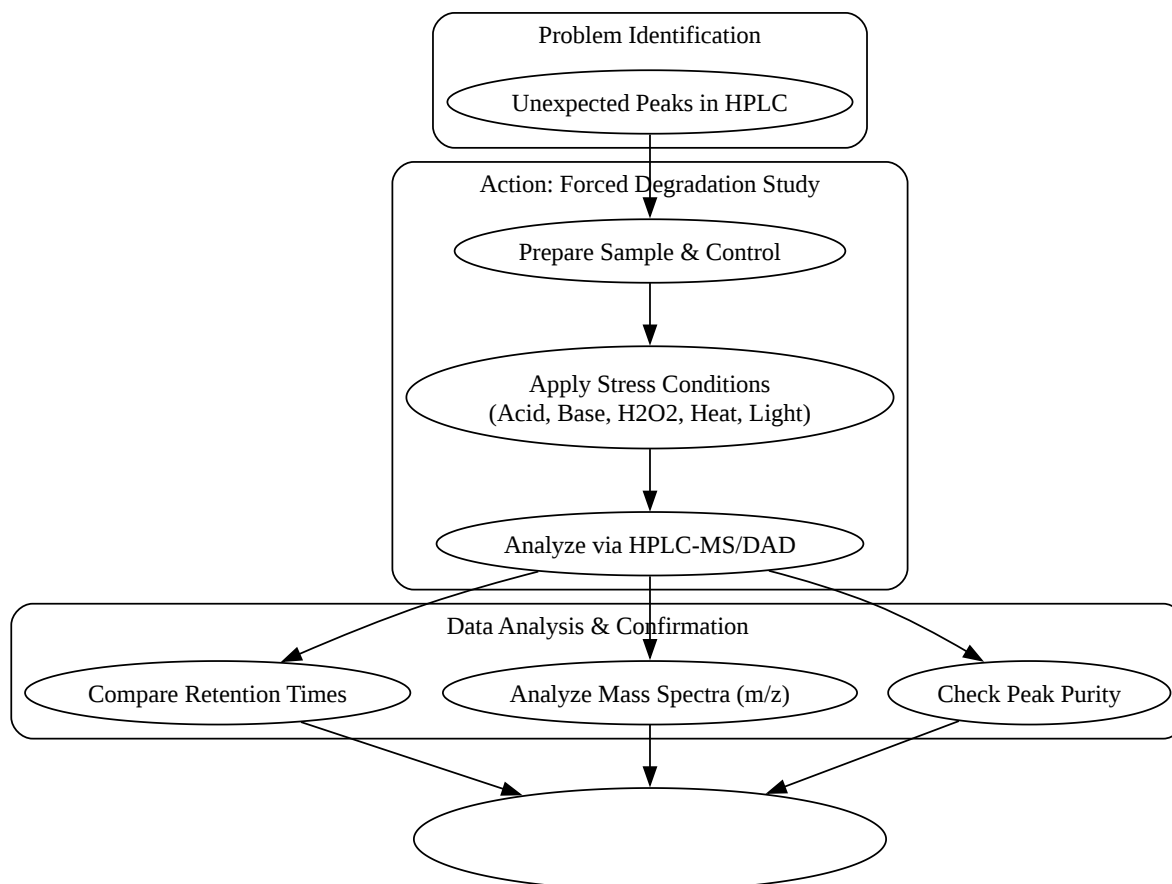 Problem Identification
Unexpected Peaks in HPLC
Action: Forced Degradation Study
Prepare Sample & Control
Apply Stress Conditions
(Acid, Base, H2O2, Heat, Light)
Analyze via HPLC-MS/DAD
Data Analysis & Confirmation
Compare Retention Times
Analyze Mass Spectra (m/z)
Check Peak Purity